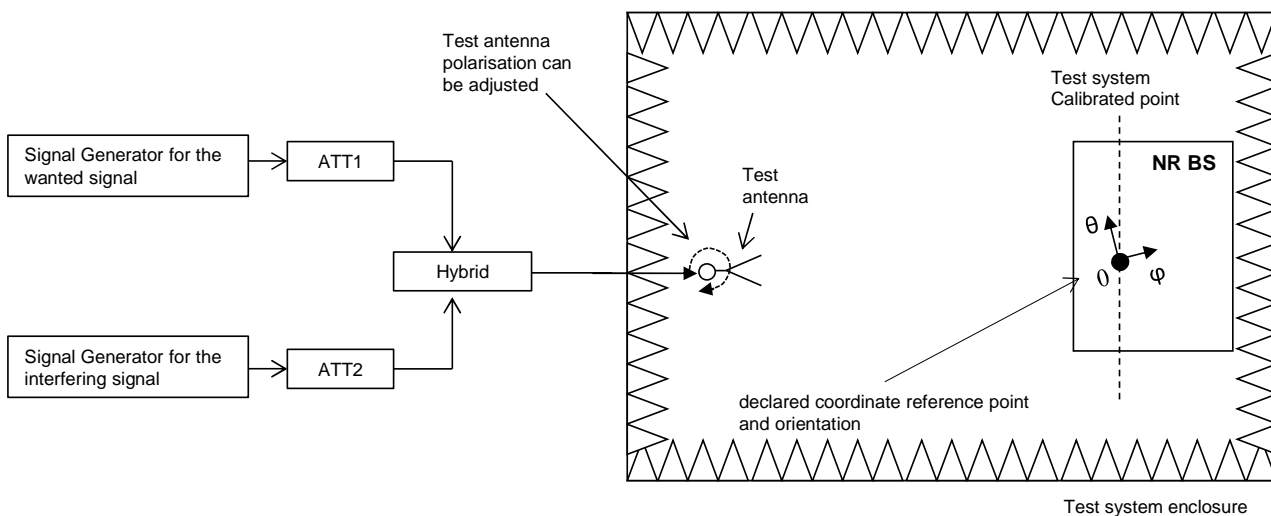 Test antenna
polarisation can
be adjusted
Test system
Calibrated point
Signal Generator for the
wanted signal
ATT1
NR BS
Test
antenna
Hybrid
θ
0
φ
Signal Generator for the
interfering signal
ATT2
declared coordinate reference point
and orientation
Test system enclosure